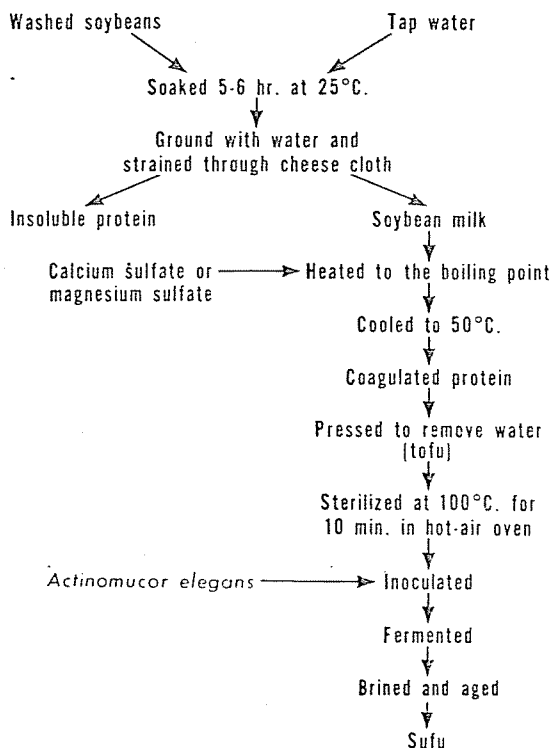 Washed soybeans
Tap water
Soaked 5-6 hr. at 25°C.
Ground with water and
strained through cheese cloth
Insoluble protein
Soybean milk
Calcium sulfate or
magnesium sulfate
Heated to the boiling point
Cooled to 50°C.
Coagulated protein
Pressed to remove water
(tofu)
Sterilized at 100°C. for
10 min. in hot-air oven
Actinomucor elegans
Inoculated
Fermented
Brined and aged
Sufu